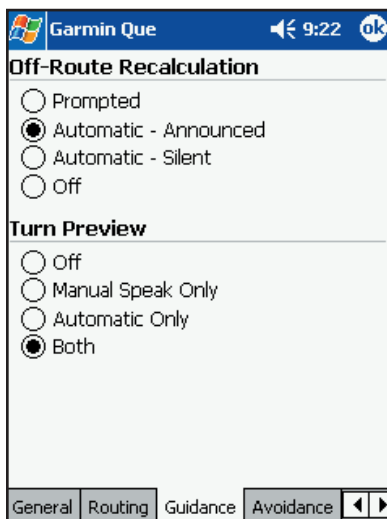 Garmin Que 9:22 ok
Off-Route Recalculation
Prompted
Automatic - Announced
Automatic - Silent
Off
Turn Preview
Off
Manual Speak Only
Automatic Only
Both
General Routing Guidance Avoidance